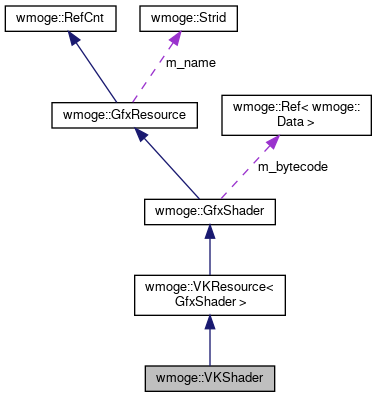 wmoge::RefCnt
wmoge::Strid
m_name
wmoge::GfxResource
wmoge::Ref< wmoge::
Data >
m_bytecode
wmoge::GfxShader
wmoge::VKResource<
GfxShader >
wmoge::VKShader